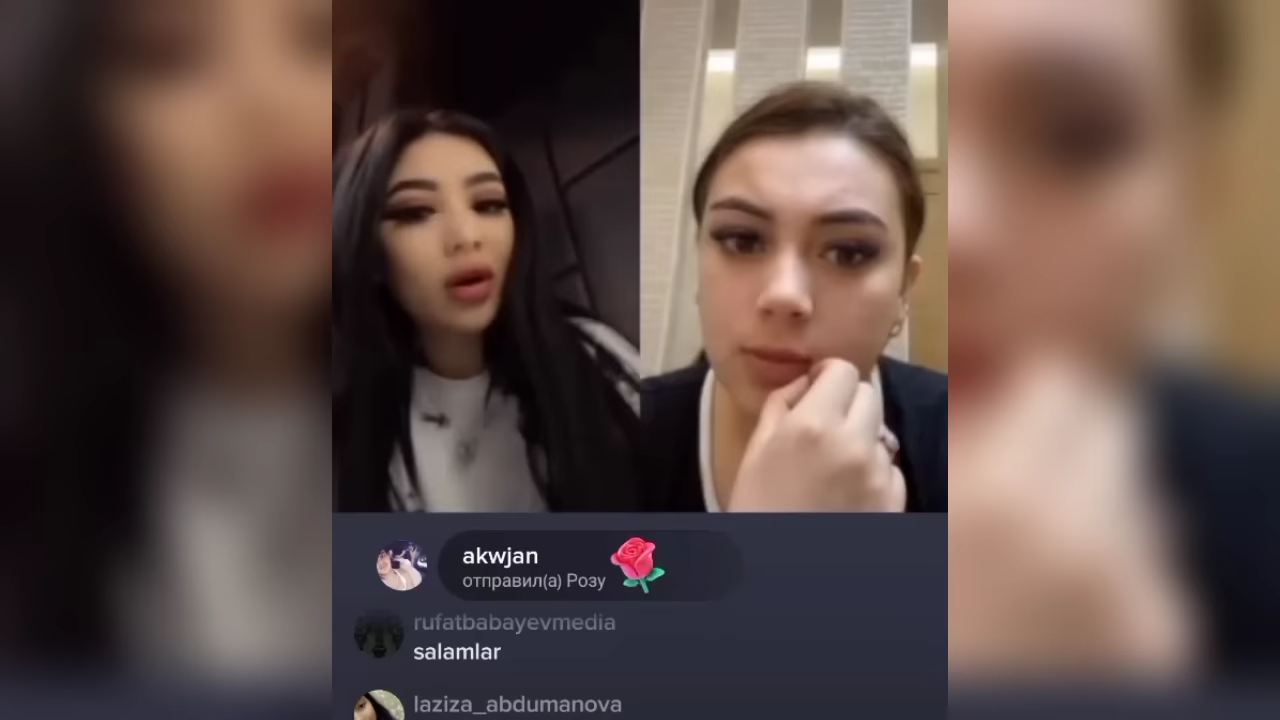 akwjan
отправил(а) Розу
rufatbabayevmedia
salamlar
laziza_abdumanova